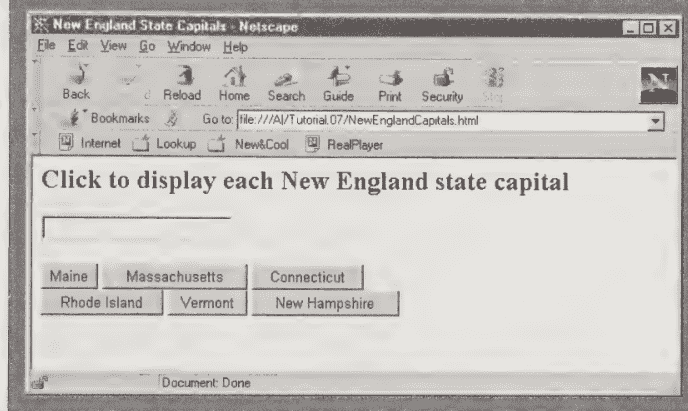 New England State Capitals - Netscape
File Edit View Go Window Help
Back Reload Home Search Guide Print Security
Bookmarks Go to: file:///A|/Tutorial.07/NewEnglandCapitals.html
N
Internet Lookup New&Cool RealPlayer
Click to display each New England state capital
Maine Massachusetts Connecticut
Rhode Island Vermont New Hampshire
Document: Done